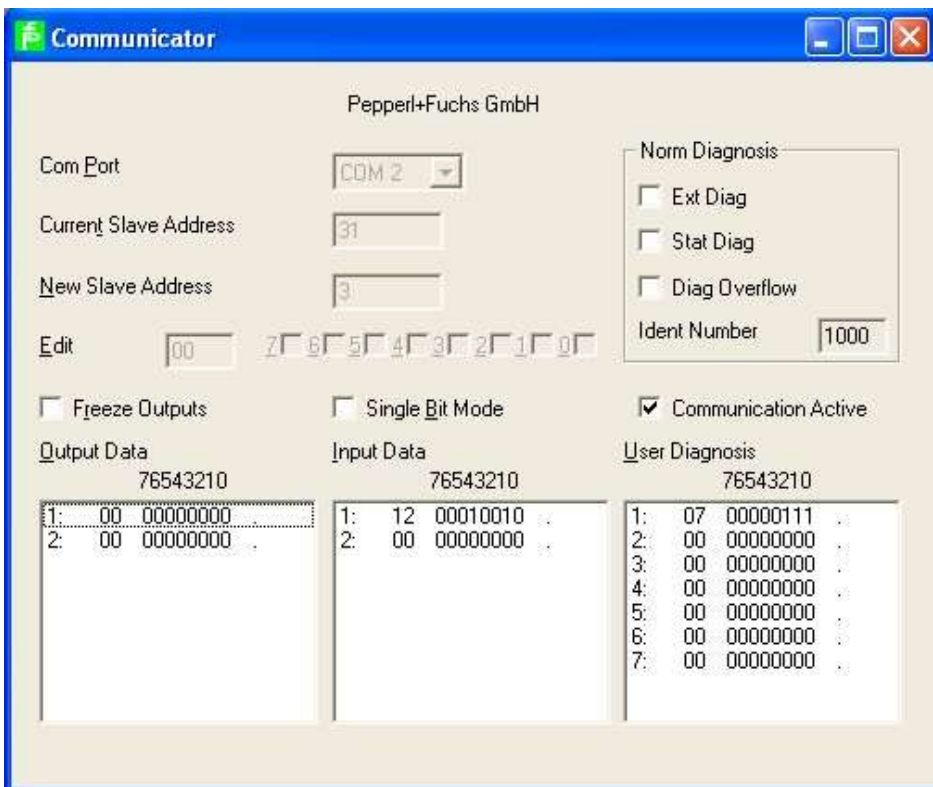 Communicator
Pepperl+Fuchs GmbH
Com Port
COM 2
Current Slave Address
31
New Slave Address
3
Edit
00
7 6 5 4 3 2 1 0
Norm Diagnosis
Ext Diag
Stat Diag
Diag Overflow
Ident Number
1000
Freeze Outputs
Single Bit Mode
Communication Active
Output Data
76543210
1: 00 00000000 .
2: 00 00000000 .
Input Data
76543210
1: 12 00010010 .
2: 00 00000000 .
User Diagnosis
76543210
1: 07 00000111 .
2: 00 00000000 .
3: 00 00000000 .
4: 00 00000000 .
5: 00 00000000 .
6: 00 00000000 .
7: 00 00000000 .